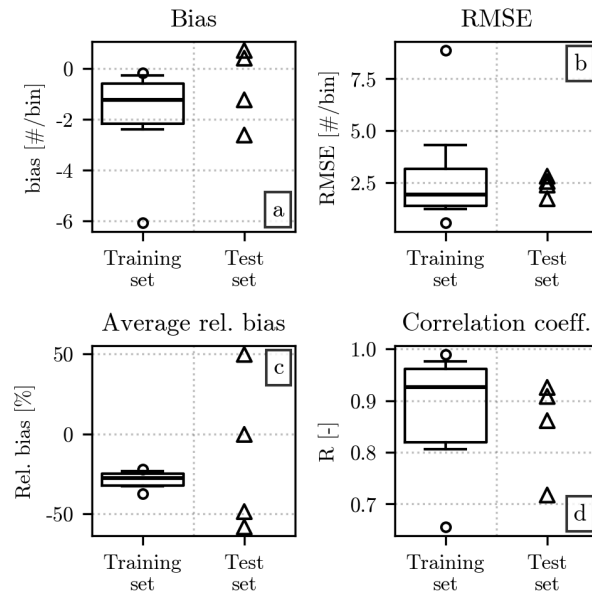 Bias
bias [#/bin]
0
-2
-4
-6
a
Training
set
Test
set
RMSE
RMSE [#/bin]
7.5
5.0
2.5
b
Training
set
Test
set
Average rel. bias
Rel. bias [%]
50
0
-50
c
Training
set
Test
set
Correlation coeff.
R [-]
1.0
0.9
0.8
0.7
d
Training
set
Test
set